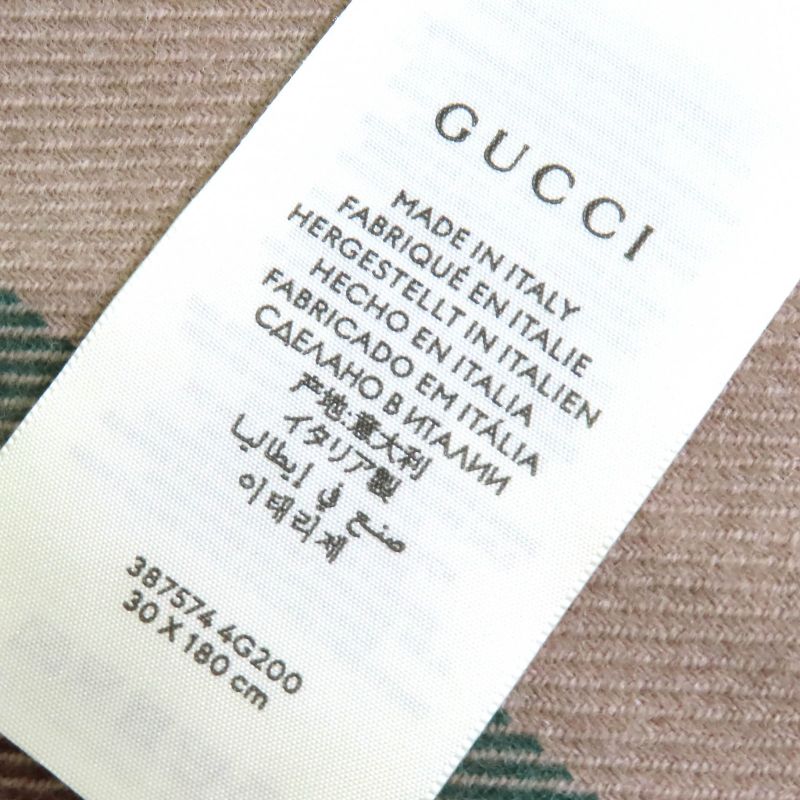 GUCCI
MADE IN ITALY
FABRIQUÉ EN ITALIE
HERGESTELLT IN ITALIEN
HECHO EN ITALIA
FABRICADO EM ITÁLIA
СДЕЛАНО В ИТАЛИИ
产地:意大利
イタリア製
صنع في إيطاليا
이태리제
387574 4G200
30 X 180 cm